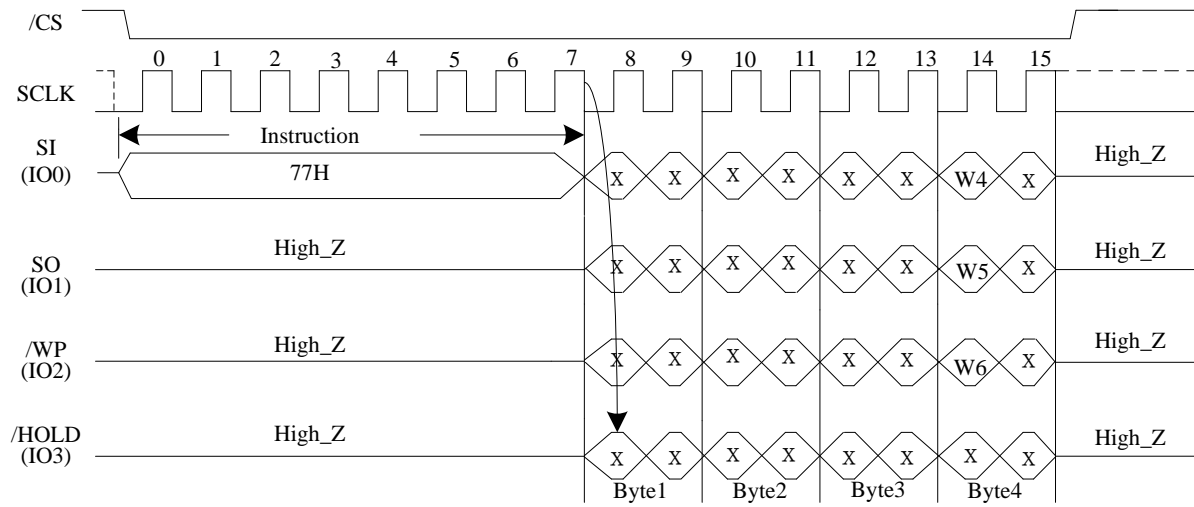 /CS
0 1 2 3 4 5 6 7 8 9 10 11 12 13 14 15
SCLK
Instruction
SI
(IO0)
77H
X X X X X X W4 X
High_Z
SO
(IO1)
High_Z
X X X X X X W5 X
High_Z
/WP
(IO2)
High_Z
X X X X X X W6 X
High_Z
/HOLD
(IO3)
High_Z
X X X X X X X X
High_Z
Byte1 Byte2 Byte3 Byte4